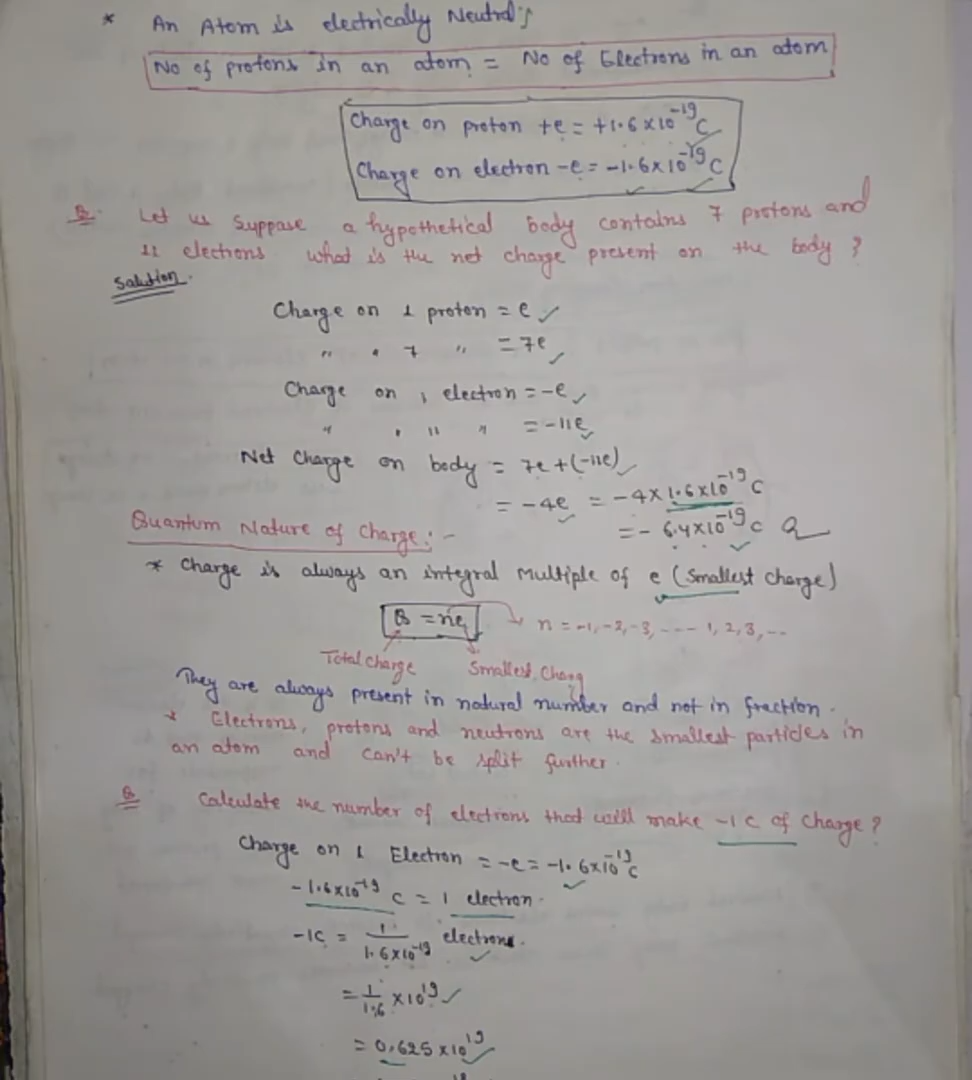 * An Atom is electrically Neutral;
No of protons in an atom = No of Electrons in an atom
Charge on proton +e = +1.6 x 10⁻¹⁹ C
Charge on electron -e = -1.6 x 10⁻¹⁹ C
Q. Let us suppose a hypothetical body contains 7 protons and
11 electrons what is the net charge present on the body ?
Solution.
Charge on 1 proton = e
" " 7 " = 7e
Charge on 1 electron = -e
" " 11 " = -11e
Net Charge on body = 7e + (-11e)
= -4e = -4 x 1.6 x 10⁻¹⁹ C
= - 6.4 x 10⁻¹⁹ C
Quantum Nature of Charge : -
* Charge is always an integral multiple of e (Smallest charge)
Q = ne n = -1, -2, -3, ---- 1, 2, 3, --
Total Charge Smallest Charg
They are always present in natural number and not in fraction.
* Electrons, protons and neutrons are the smallest particles in
an atom and can't be split further.
Q Calculate the number of electrons that will make -1 C of Charge ?
Charge on 1 Electron = -e = -1.6 x 10⁻¹⁹ C
-1.6 x 10⁻¹⁹ C = 1 electron.
-1C = 1/1.6 x 10⁻¹⁹ electrons.
= 1/1.6 x 10¹⁹
= 0.625 x 10¹⁹